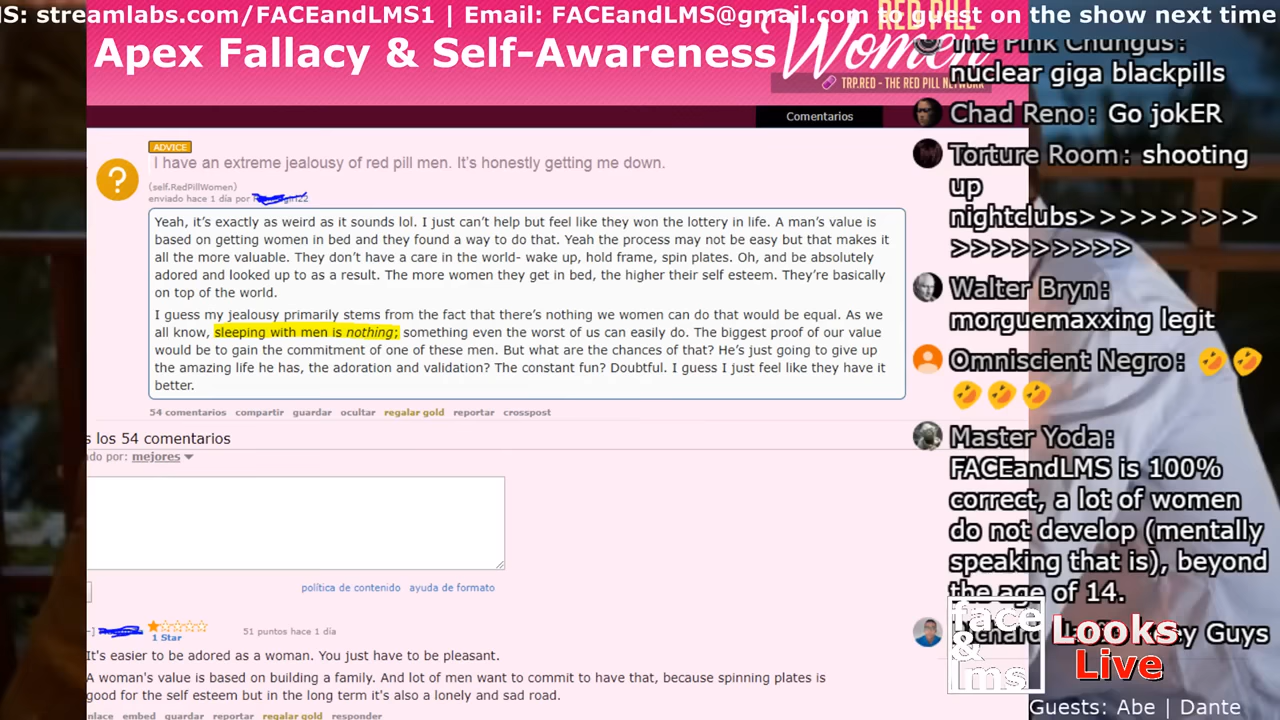 MS: streamlabs.com/FACEandLMS1 | Email: FACEandLMS@gmail.com to guest on the show next time
Apex Fallacy & Self-Awareness
RED PILL
Women
TRP.RED - THE RED PILL NETWORK
Comentarios
ADVICE
I have an extreme jealousy of red pill men. It's honestly getting me down.
(self.RedPillWomen)
enviado hace 1 día por
Yeah, it's exactly as weird as it sounds lol. I just can't help but feel like they won the lottery in life. A man's value is
based on getting women in bed and they found a way to do that. Yeah the process may not be easy but that makes it
all the more valuable. They don't have a care in the world- wake up, hold frame, spin plates. Oh, and be absolutely
adored and looked up to as a result. The more women they get in bed, the higher their self esteem. They're basically
on top of the world.
I guess my jealousy primarily stems from the fact that there's nothing we women can do that would be equal. As we
all know, sleeping with men is nothing; something even the worst of us can easily do. The biggest proof of our value
would be to gain the commitment of one of these men. But what are the chances of that? He's just going to give up
the amazing life he has, the adoration and validation? The constant fun? Doubtful. I guess I just feel like they have it
better.
54 comentarios compartir guardar ocultar regalar gold reportar crosspost
s los 54 comentarios
do por: mejores
política de contenido ayuda de formato
1 Star
51 puntos hace 1 dia
It's easier to be adored as a woman. You just have to be pleasant.
A woman's value is based on building a family. And lot of men want to commit to have that, because spinning plates is
good for the self esteem but in the long term it's also a lonely and sad road.
nlace embed guardar reportar regalar gold responder
The Pink Chungus:
nuclear giga blackpills
Chad Reno: Go jokER
Torture Room: shooting
up
nightclubs>>>>>>>>>
>>>>>>>>>
Walter Bryn:
morguemaxxing legit
Omniscient Negro: 🤣🤣
🤣🤣🤣
Master Yoda:
FACEandLMS is 100%
correct, a lot of women
do not develop (mentally
speaking that is), beyond
the age of 14.
Guys
face
&
lms
Looks
Live
Guests: Abe | Dante